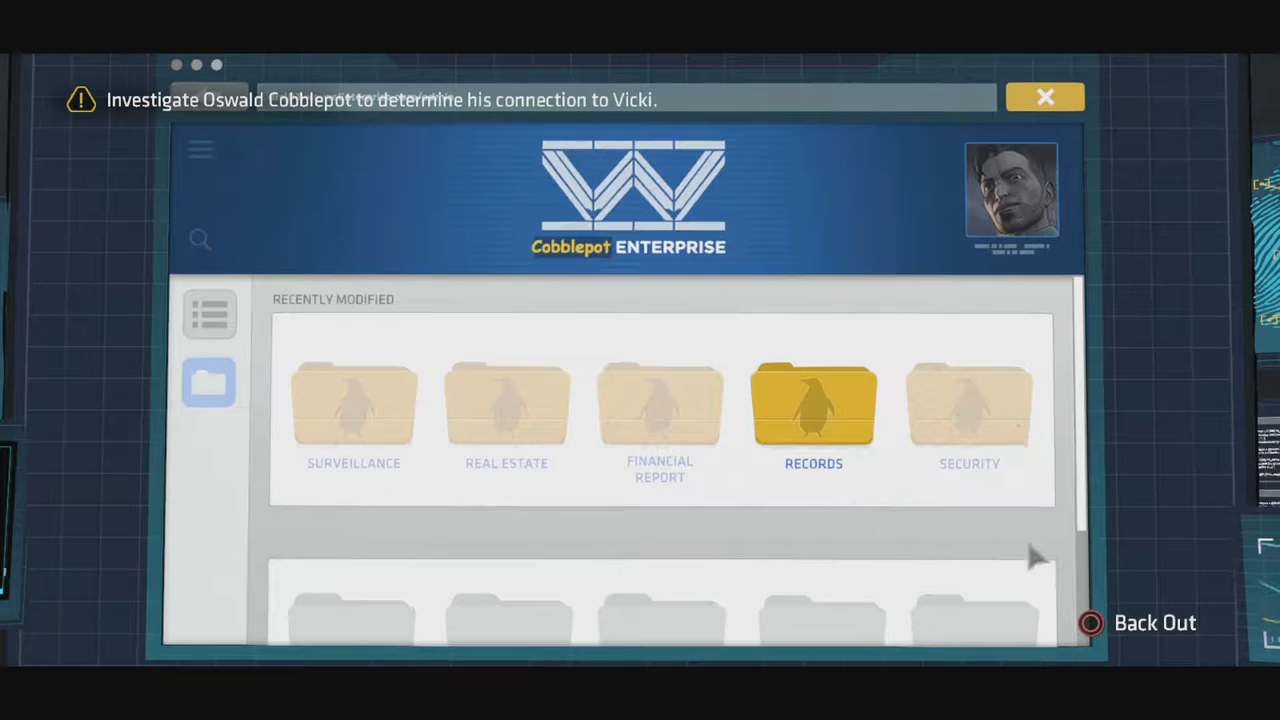 Investigate Oswald Cobblepot to determine his connection to Vicki.
Cobblepot ENTERPRISE
RECENTLY MODIFIED
SURVEILLANCE
REAL ESTATE
FINANCIAL
REPORT
RECORDS
SECURITY
Back Out